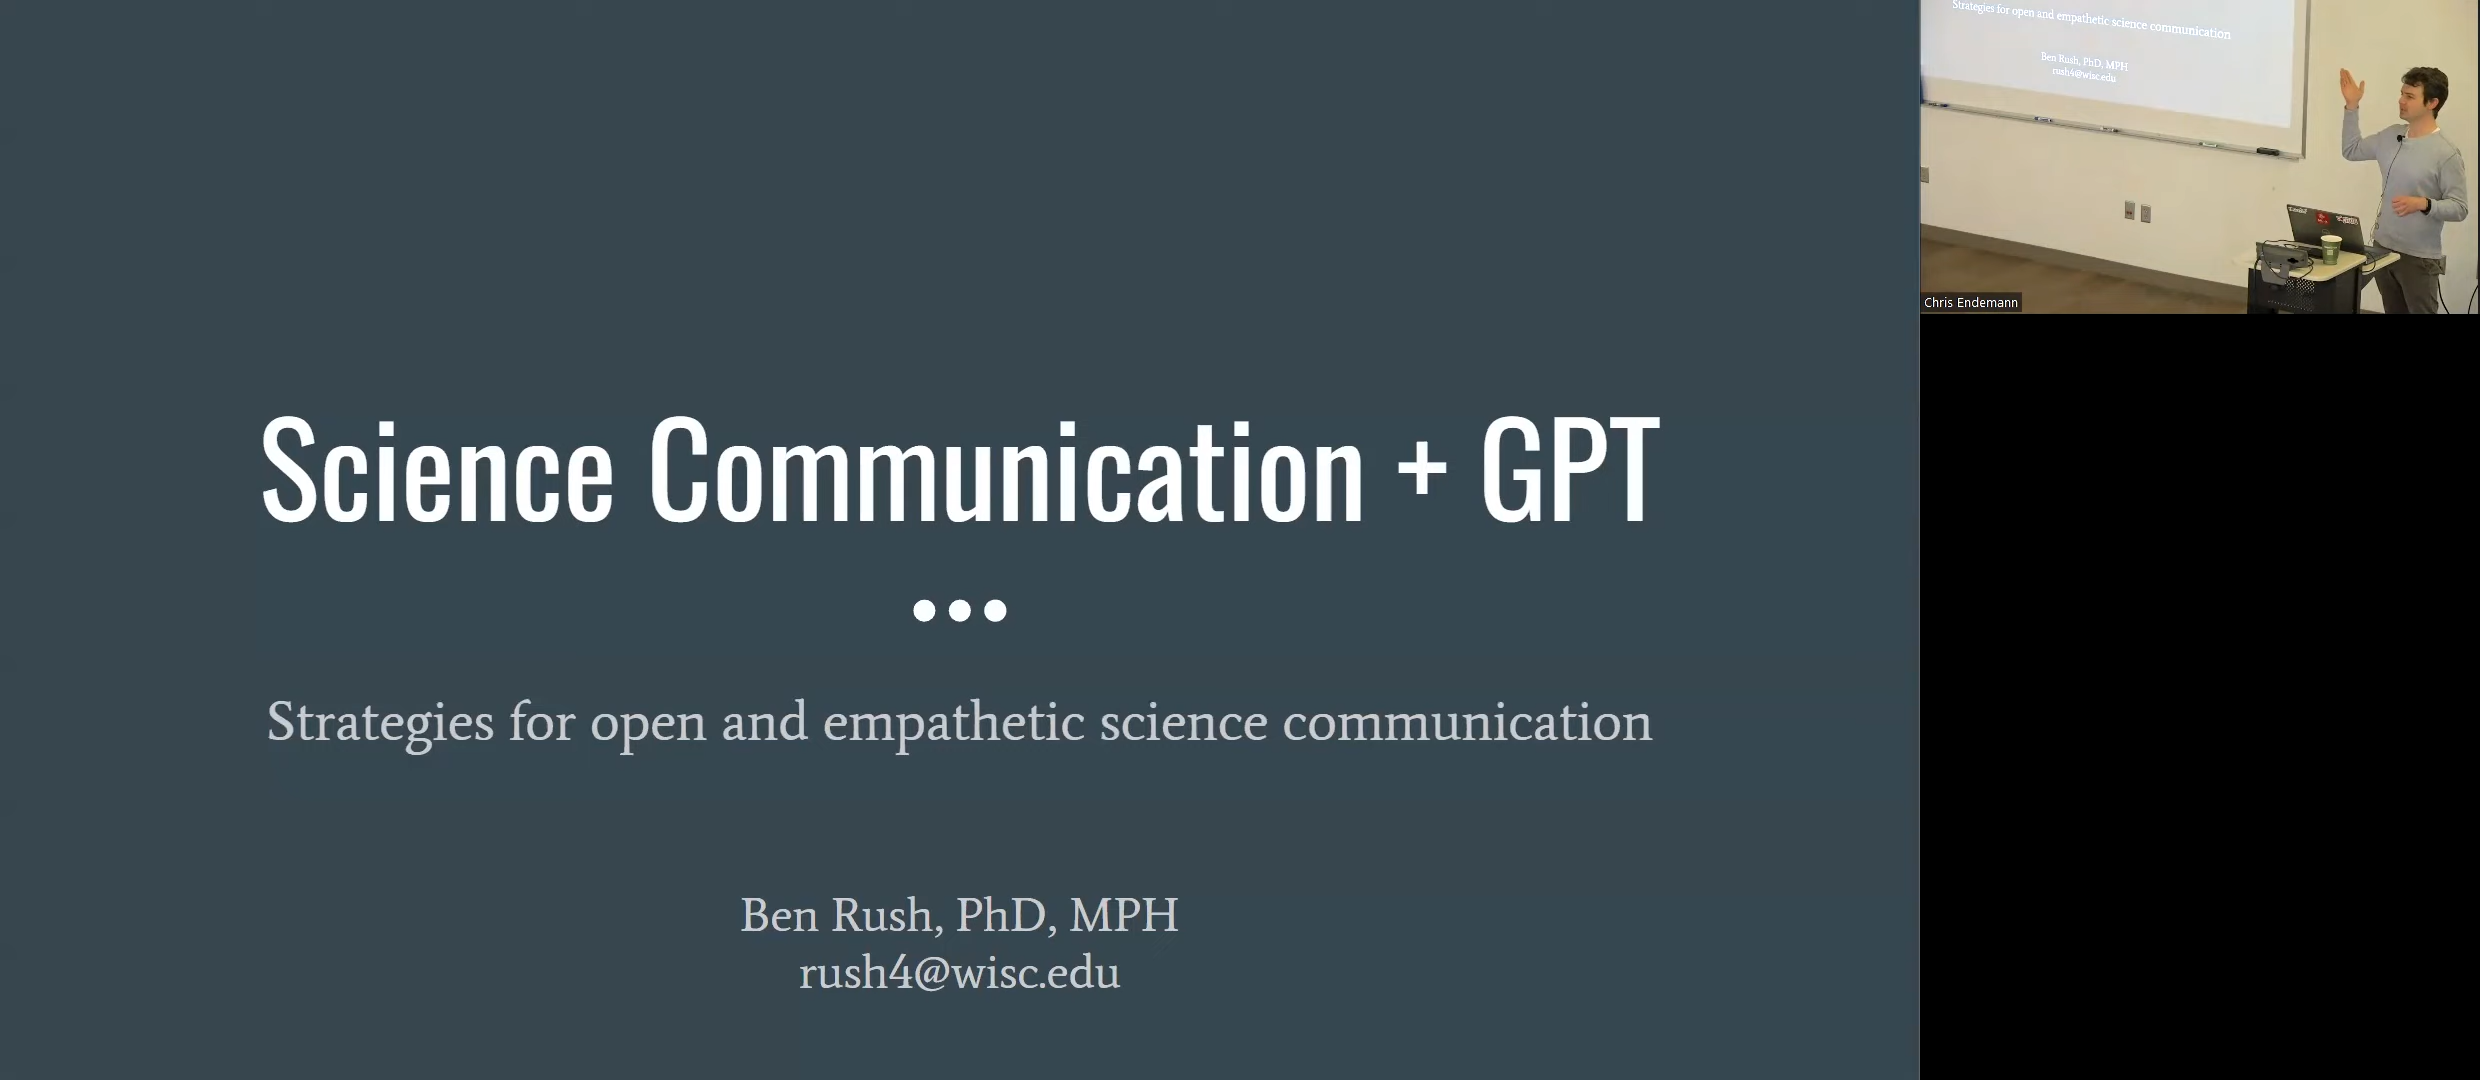 Science Communication + GPT
Strategies for open and empathetic science communication
Ben Rush, PhD, MPH
rush4@wisc.edu
Strategies for open and empathetic science communication
Ben Rush, PhD, MPH
rush4@wisc.edu
Chris Endemann